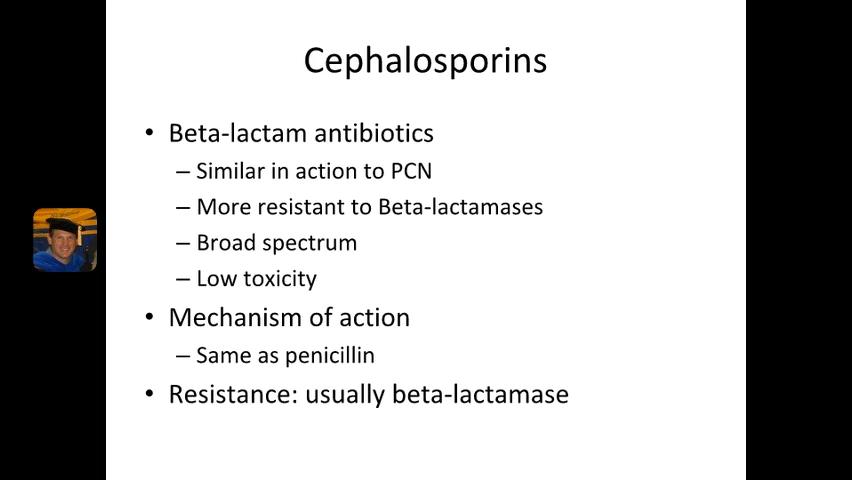 Cephalosporins
• Beta-lactam antibiotics
– Similar in action to PCN
– More resistant to Beta-lactamases
– Broad spectrum
– Low toxicity
• Mechanism of action
– Same as penicillin
• Resistance: usually beta-lactamase